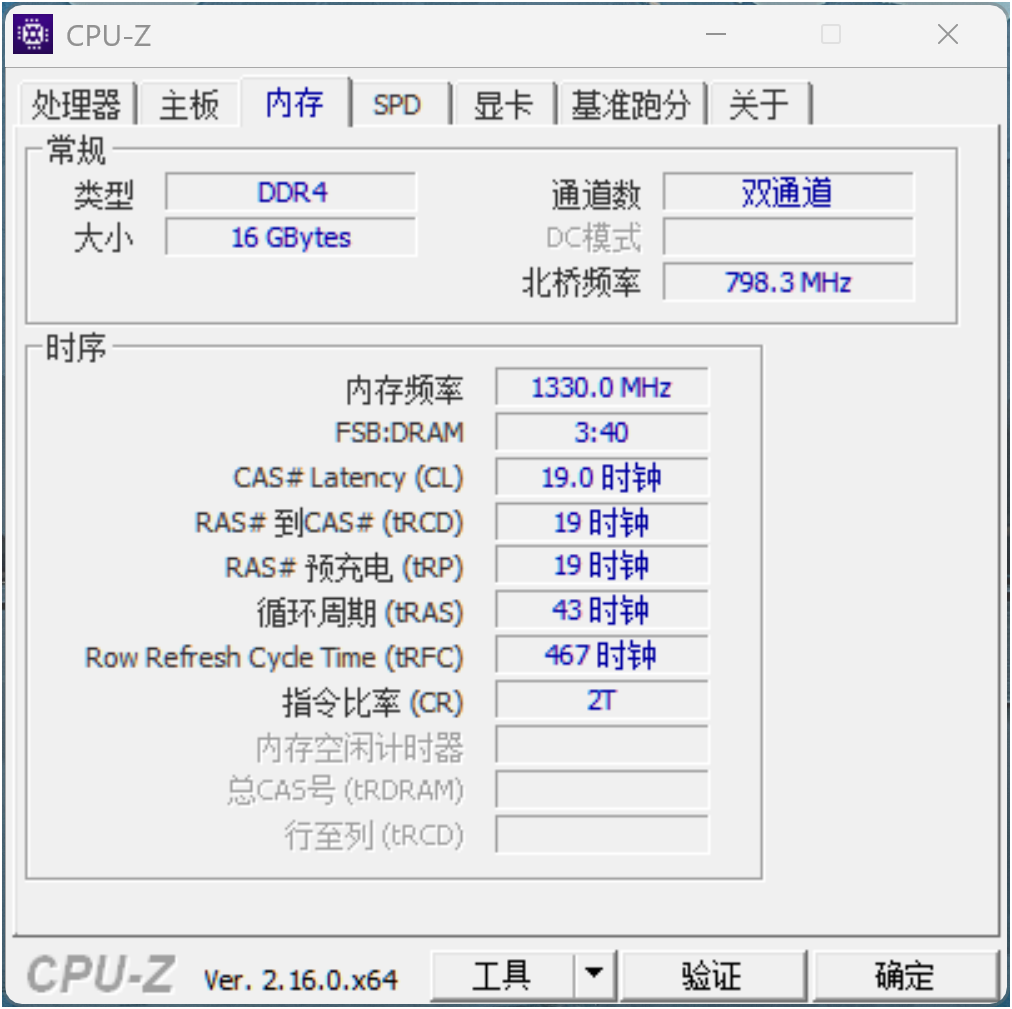 CPU-Z
处理器 主板 内存 SPD 显卡 基准跑分 关于
常规
类型 DDR4 通道数 双通道
大小 16 GBytes DC模式
北桥频率 798.3 MHz
时序
内存频率 1330.0 MHz
FSB:DRAM 3:40
CAS# Latency (CL) 19.0 时钟
RAS# 到CAS# (tRCD) 19 时钟
RAS# 预充电 (tRP) 19 时钟
循环周期 (tRAS) 43 时钟
Row Refresh Cycle Time (tRFC) 467 时钟
指令比率 (CR) 2T
内存空闲计时器
总CAS号 (tRDRAM)
行至列 (tRCD)
CPU-Z Ver. 2.16.0.x64 工具 验证 确定